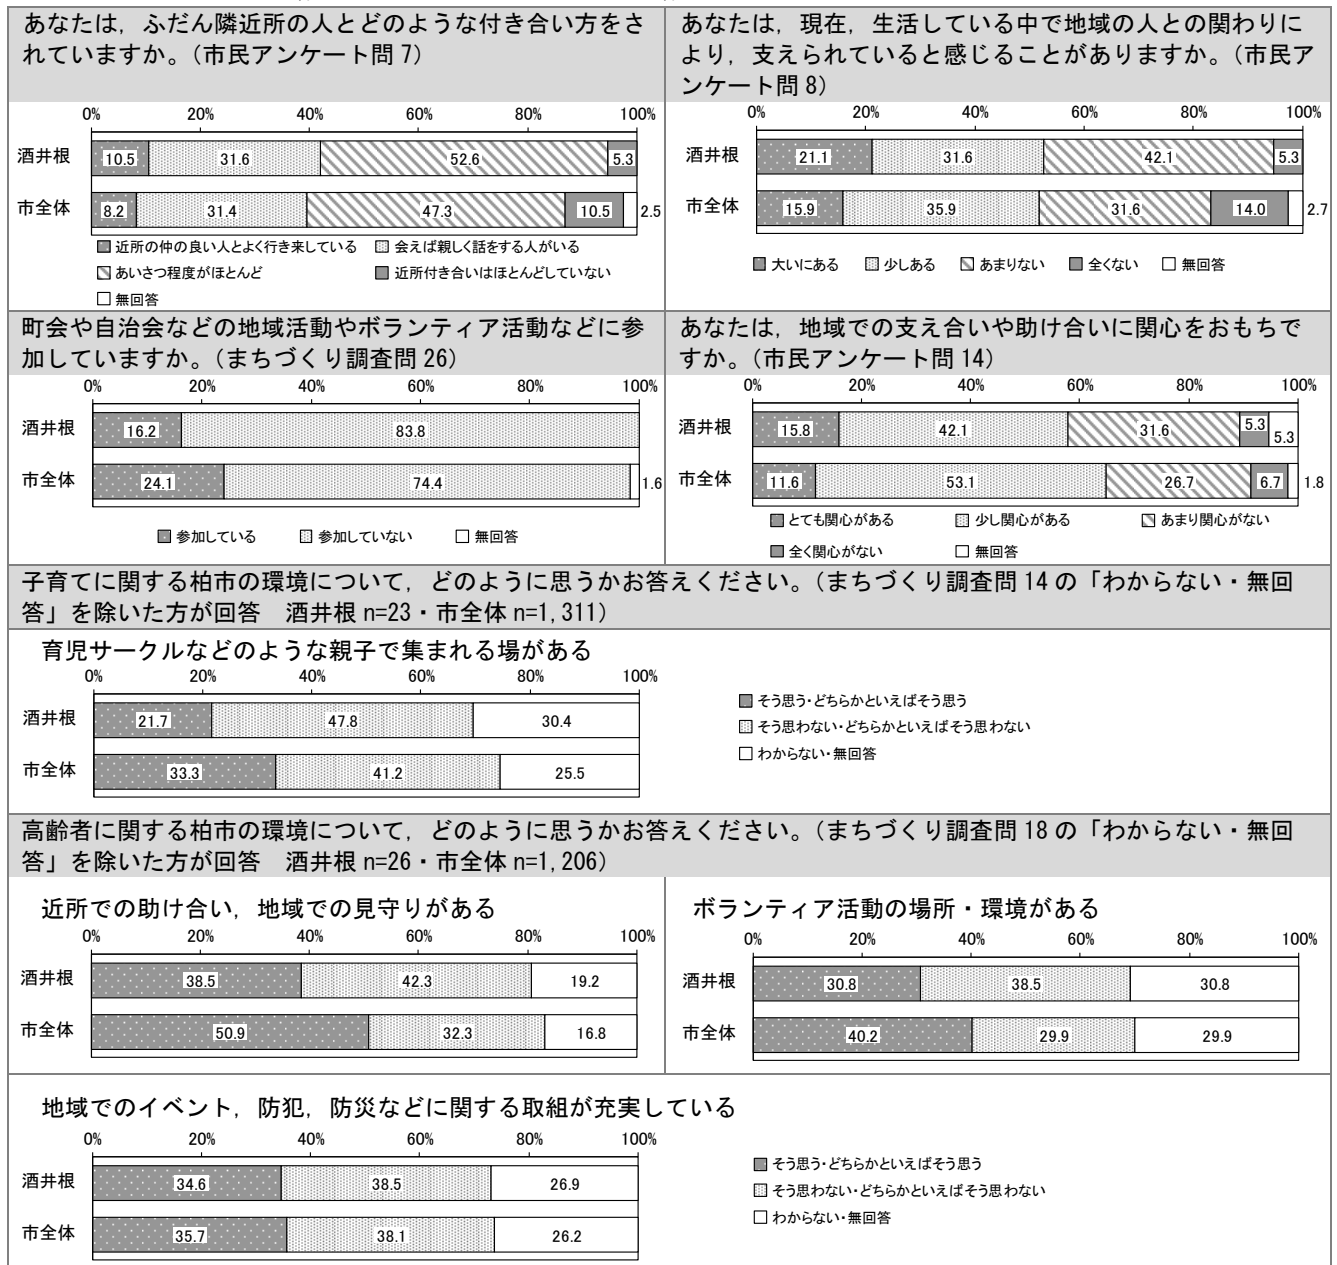 あなたは，ふだん隣近所の人とどのような付き合い方をさ
れていますか。（市民アンケート問 7）
0% 20% 40% 60% 80% 100%
酒井根 10.5 31.6 52.6 5.3
市全体 8.2 31.4 47.3 10.5 2.5
近所の仲の良い人とよく行き来している 会えば親しく話をする人がいる
あいさつ程度がほとんど 近所付き合いはほとんどしていない
無回答
あなたは，現在，生活している中で地域の人との関わりに
より，支えられていると感じることがありますか。（市民ア
ンケート問 8）
0% 20% 40% 60% 80% 100%
酒井根 21.1 31.6 42.1 5.3
市全体 15.9 35.9 31.6 14.0 2.7
大いにある 少しある あまりない 全くない 無回答
町会や自治会などの地域活動やボランティア活動などに参
加していますか。（まちづくり調査問 26）
0% 20% 40% 60% 80% 100%
酒井根 16.2 83.8
市全体 24.1 74.4 1.6
参加している 参加していない 無回答
あなたは，地域での支え合いや助け合いに関心をおもちで
すか。（市民アンケート問 14）
0% 20% 40% 60% 80% 100%
酒井根 15.8 42.1 31.6 5.3 5.3
市全体 11.6 53.1 26.7 6.7 1.8
とても関心がある 少し関心がある あまり関心がない
全く関心がない 無回答
子育てに関する柏市の環境について，どのように思うかお答えください。（まちづくり調査問 14 の「わからない・無回
答」を除いた方が回答　酒井根 n=23・市全体 n=1,311）
育児サークルなどのような親子で集まれる場がある
0% 20% 40% 60% 80% 100%
酒井根 21.7 47.8 30.4
市全体 33.3 41.2 25.5
そう思う・どちらかといえばそう思う
そう思わない・どちらかといえばそう思わない
わからない・無回答
高齢者に関する柏市の環境について，どのように思うかお答えください。（まちづくり調査問 18 の「わからない・無回
答」を除いた方が回答　酒井根 n=26・市全体 n=1,206）
近所での助け合い，地域での見守りがある
0% 20% 40% 60% 80% 100%
酒井根 38.5 42.3 19.2
市全体 50.9 32.3 16.8
ボランティア活動の場所・環境がある
0% 20% 40% 60% 80% 100%
酒井根 30.8 38.5 30.8
市全体 40.2 29.9 29.9
地域でのイベント，防犯，防災などに関する取組が充実している
0% 20% 40% 60% 80% 100%
酒井根 34.6 38.5 26.9
市全体 35.7 38.1 26.2
そう思う・どちらかといえばそう思う
そう思わない・どちらかといえばそう思わない
わからない・無回答